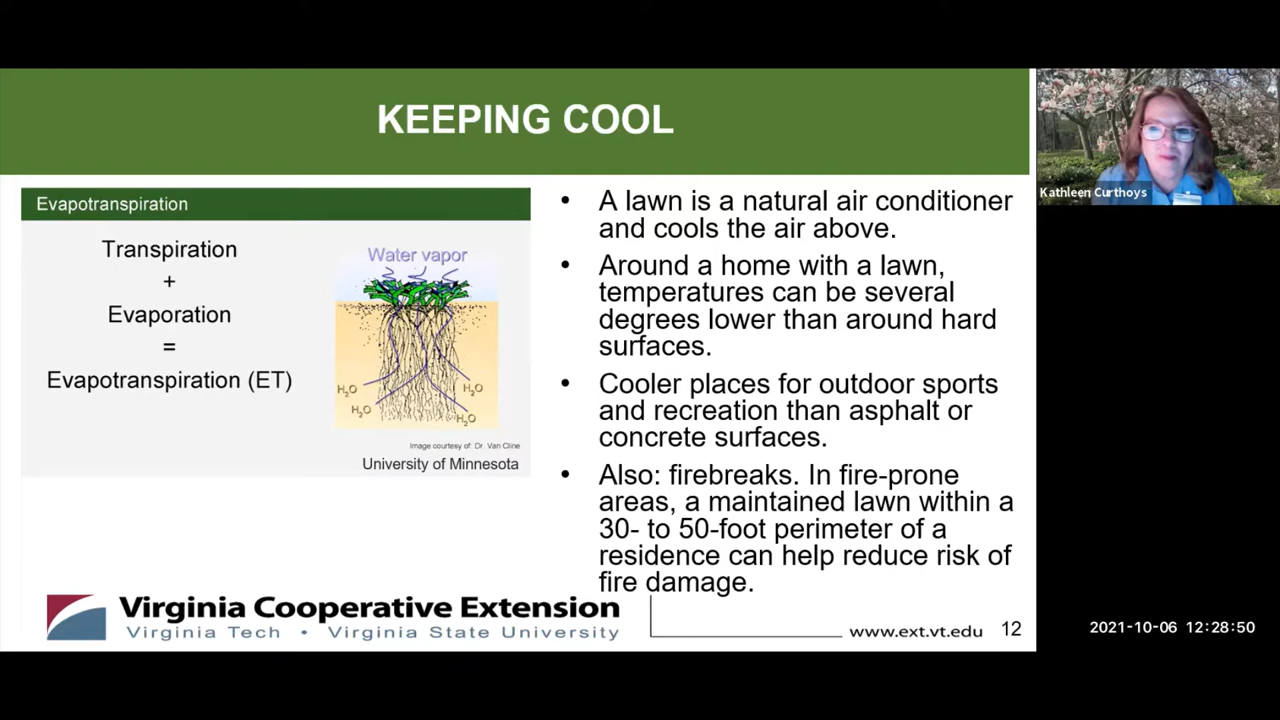 KEEPING COOL
Evapotranspiration
Transpiration
+
Evaporation
=
Evapotranspiration (ET)
Water vapor
H₂O
H₂O
H₂O
H₂O
Image courtesy of: Dr. Van Cline
University of Minnesota
• A lawn is a natural air conditioner
and cools the air above.
• Around a home with a lawn,
temperatures can be several
degrees lower than around hard
surfaces.
• Cooler places for outdoor sports
and recreation than asphalt or
concrete surfaces.
• Also: firebreaks. In fire-prone
areas, a maintained lawn within a
30- to 50-foot perimeter of a
residence can help reduce risk of
fire damage.
Virginia Cooperative Extension
Virginia Tech • Virginia State University
www.ext.vt.edu
12
Kathleen Curthoys
2021-10-06 12:28:50